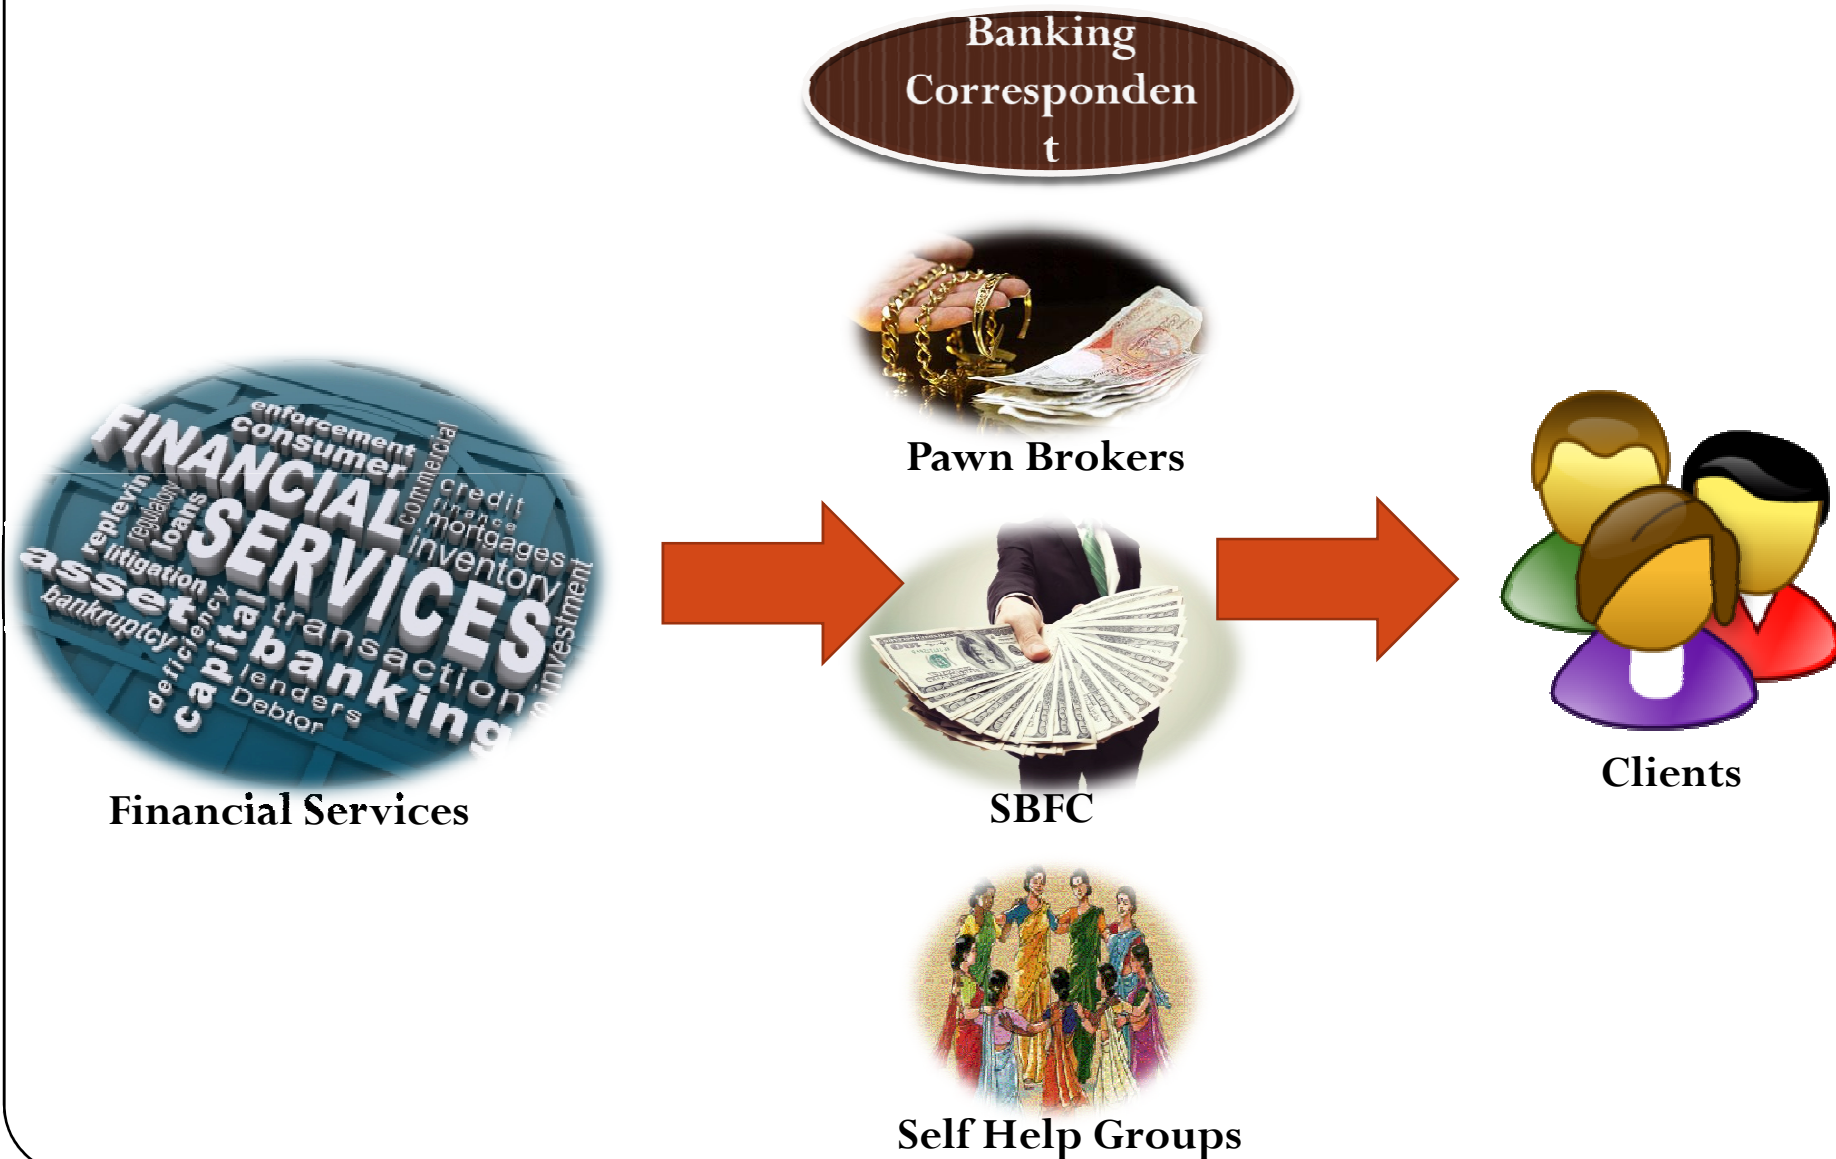 Banking
Corresponden
t
Pawn Brokers
enforcement
consumer
commercial
FINANCIAL
SERVICES
credit
finance
mortgages
inventory
investment
replevin
regulatory
loans
litigation
asset
bankruptcy
deficiency
capital
transaction
banking
lenders
Debtor
Financial Services
SBFC
Clients
Self Help Groups